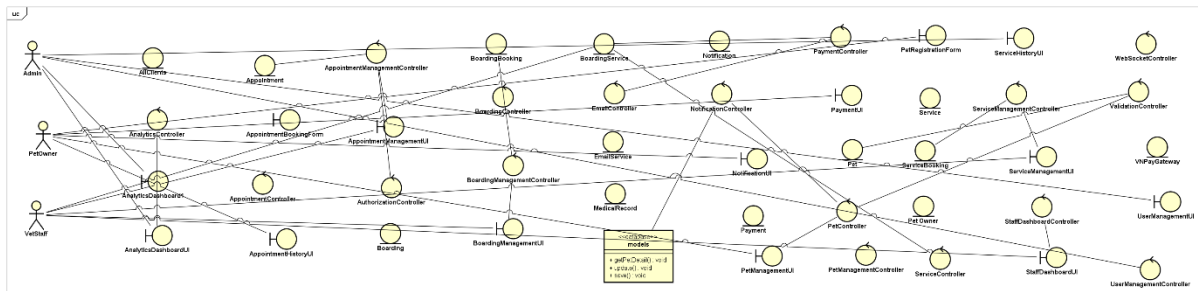 uc
Admin
AIClients
Appointment
AppointmentManagementController
BoardingBooking
BoardingService
Notification
PaymentController
PetRegistrationForm
ServiceHistoryUI
WebSocketController
PetOwner
AnalyticsController
AppointmentBookingForm
AppointmentManagementUI
BoardingController
EmailController
NotificationController
PaymentUI
Service
ServiceManagementController
ValidationController
VetStaff
AnalyticsDashboard
AppointmentController
AuthorizationController
BoardingManagementController
EmailService
MedicalRecord
NotificationUI
Pet
ServiceBooking
ServiceManagementUI
VNPayGateway
AnalyticsDashboardUI
AppointmentHistoryUI
Boarding
BoardingManagementUI
models
+ getPetDetail() : void
+ update() : void
+ save() : void
Payment
PetController
Pet Owner
StaffDashboardController
UserManagementUI
PetManagementUI
PetManagementController
ServiceController
StaffDashboardUI
UserManagementController